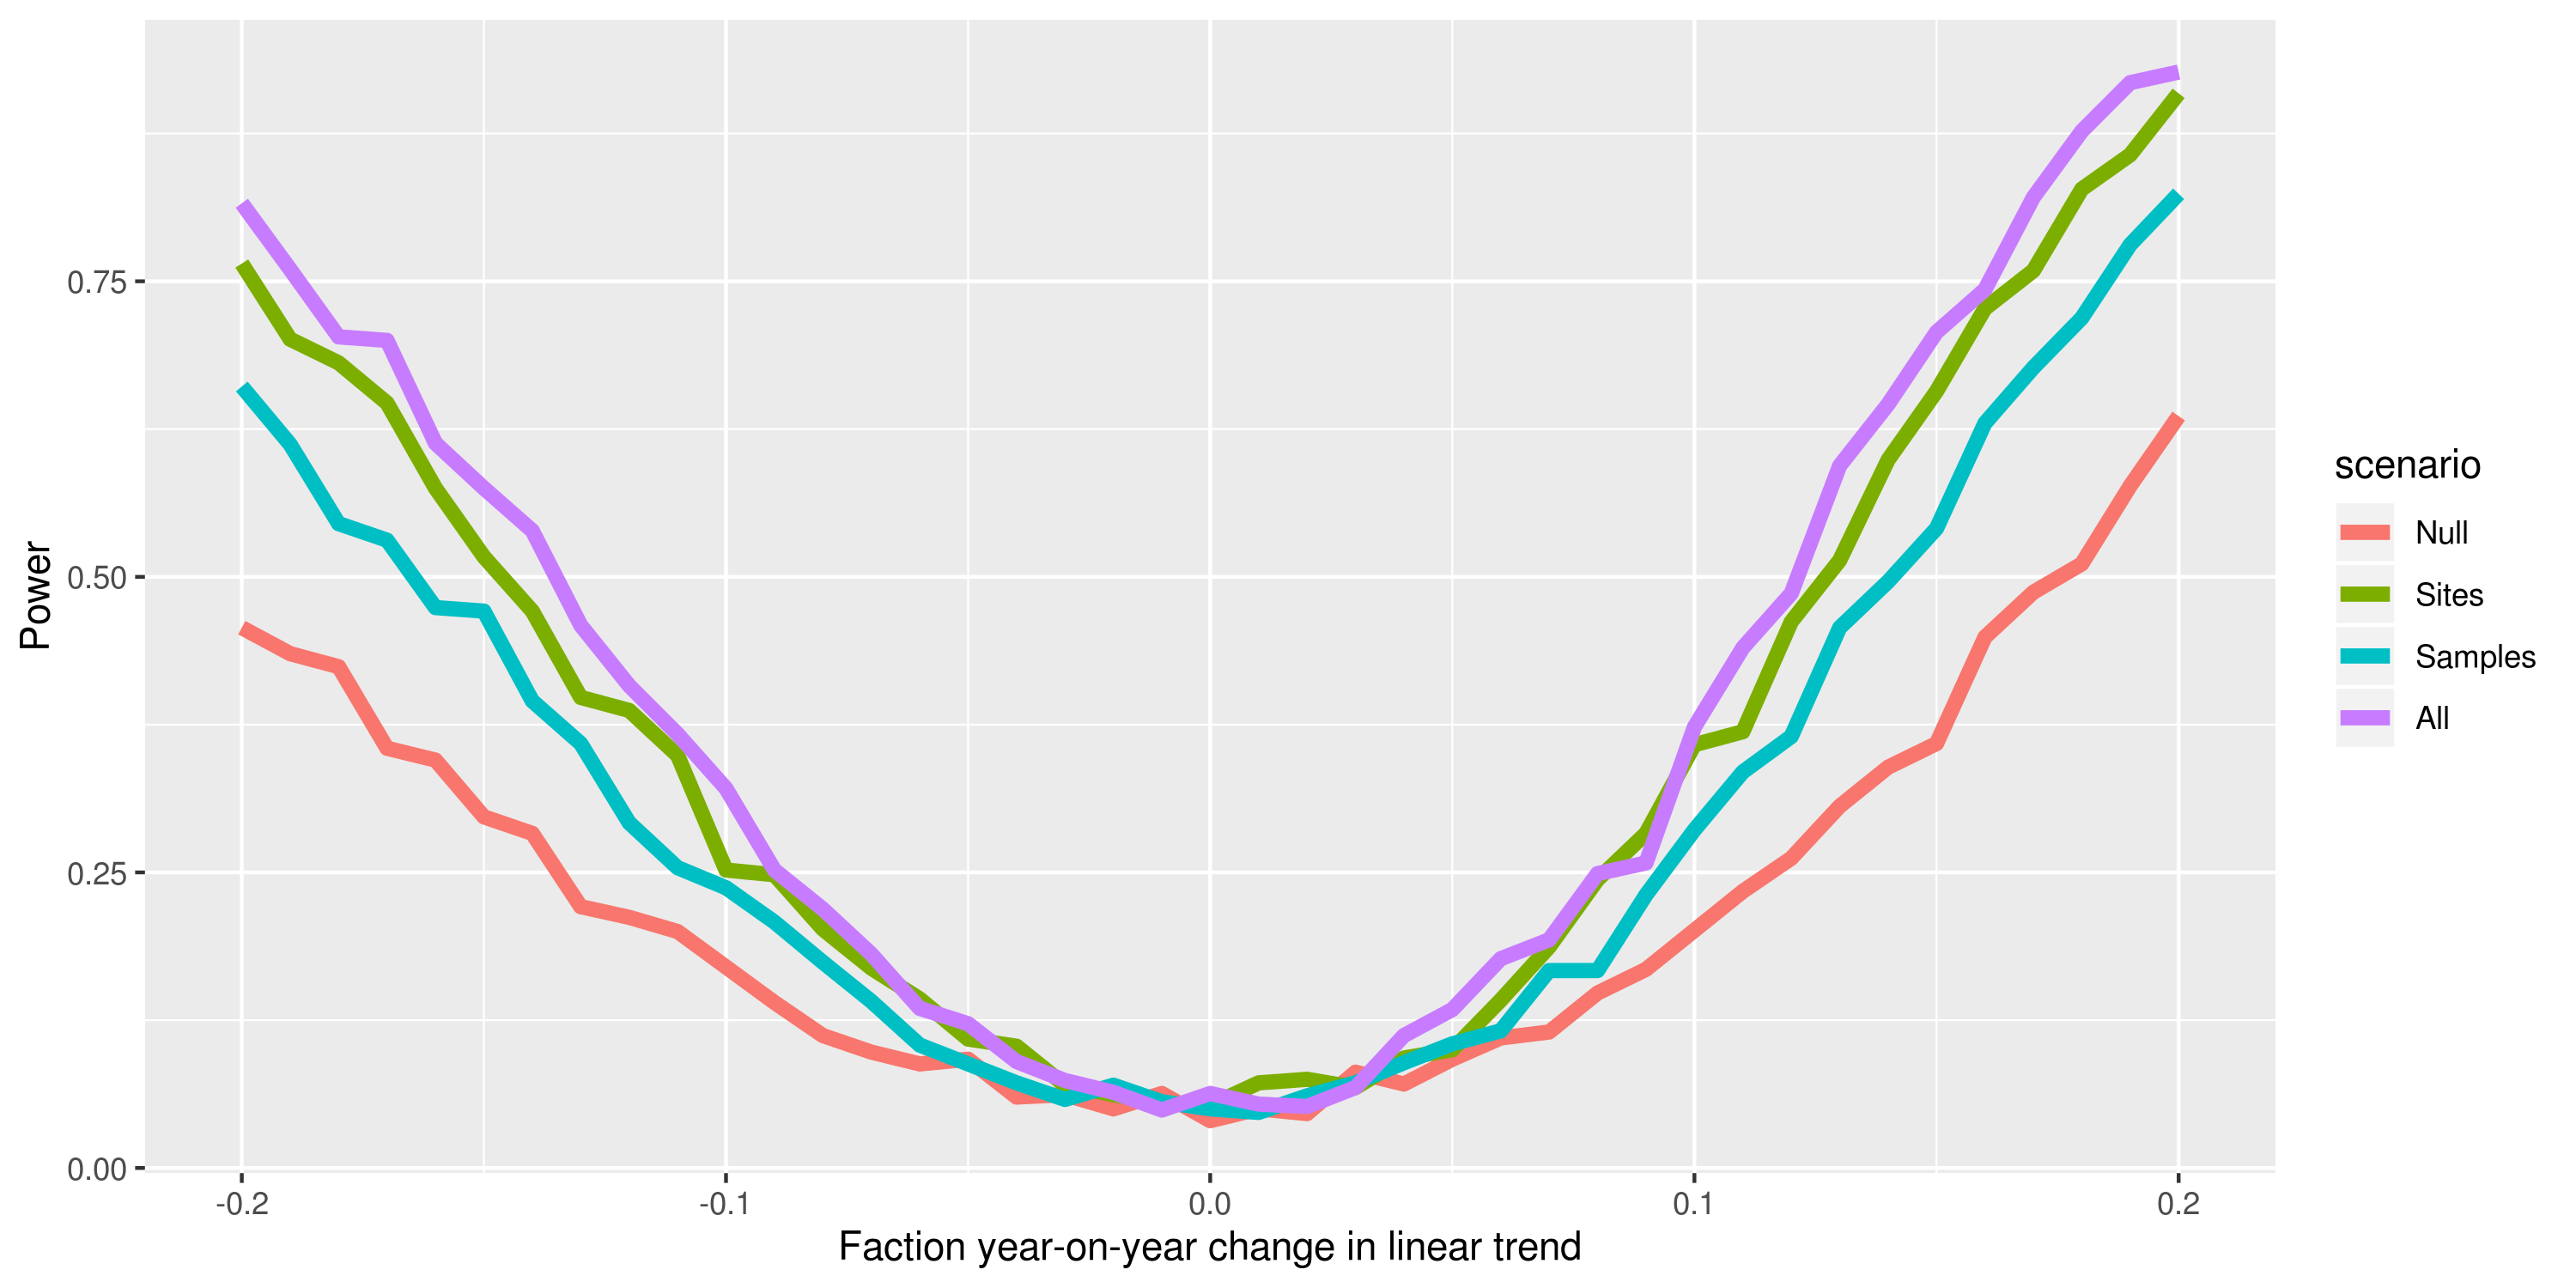 0.75
0.50
0.25
0.00
Power
-0.2
-0.1
0.0
0.1
0.2
Faction year-on-year change in linear trend
scenario
Null
Sites
Samples
All